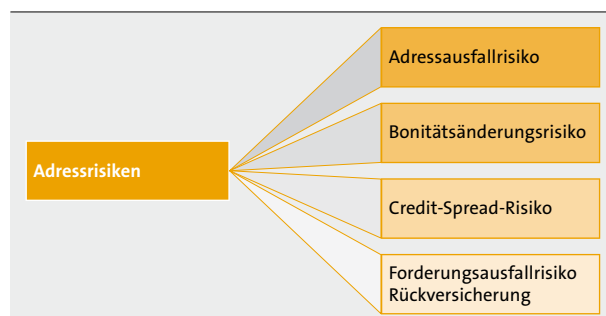 Adressausfallrisiko
Bonitätsänderungsrisiko
Adressrisiken
Credit-Spread-Risiko
Forderungsausfallrisiko
Rückversicherung